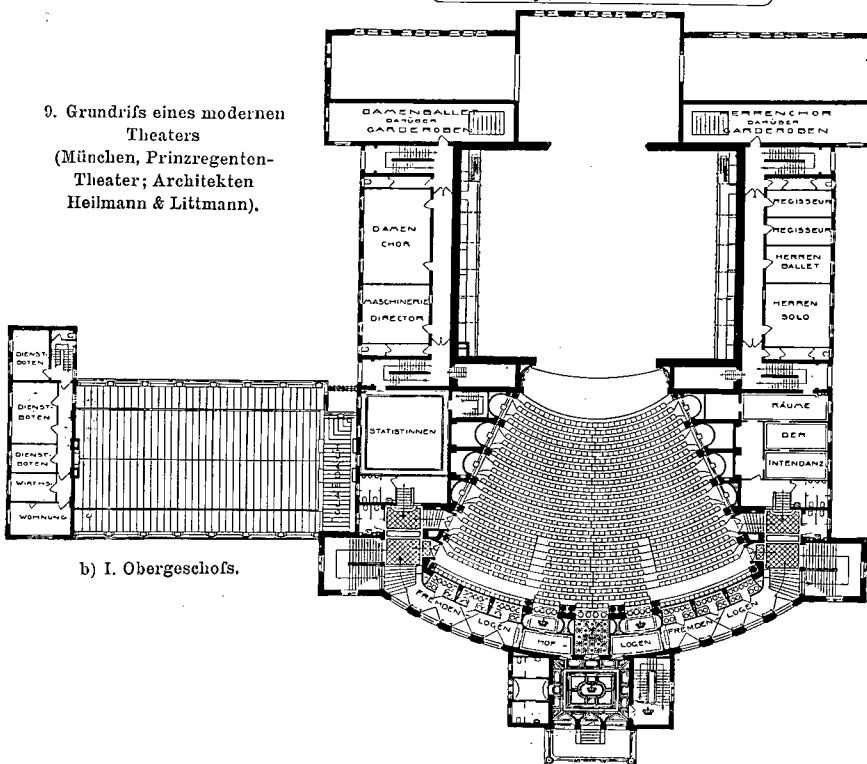 9. Grundriſs eines modernen
Theaters
(München, Prinzregenten-
Theater; Architekten
Heilmann & Littmann).
DAMENBALLET
DARÜBER
GARDEROBEN
HERRENCHOR
DARÜBER
GARDEROBEN
DAMEN
CHOR
MASCHINERIE
DIRECTOR
REGISSEUR
REGISSEUR
HERREN
BALLET
HERREN
SOLO
DIENST-
BOTEN
DIENST-
BOTEN
DIENST-
BOTEN
WIRTHS-
WOHNUNG
STATISTINNEN
RÄUME
DER
INTENDANZ
b) I. Obergeschoſs.
FREMDEN
LOGEN
HOF-
LOGEN
FREMDEN
LOGEN